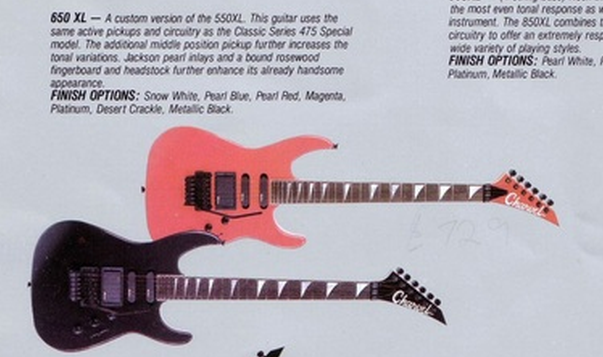 650 XL — A custom version of the 550XL. This guitar uses the
same active pickups and circuitry as the Classic Series 475 Special
model. The additional middle position pickup further increases the
tonal variations. Jackson pearl inlays and a bound rosewood
fingerboard and headstock further enhance its already handsome
appearance.
FINISH OPTIONS: Snow White, Pearl Blue, Pearl Red, Magenta,
Platinum, Desert Crackle, Metallic Black.
the most even tonal response as w
instrument. The 850XL combines t
circuitry to offer an extremely resp
wide variety of playing styles.
FINISH OPTIONS: Pearl White,
Platinum, Metallic Black.
Charvel
£ 729
Charvel